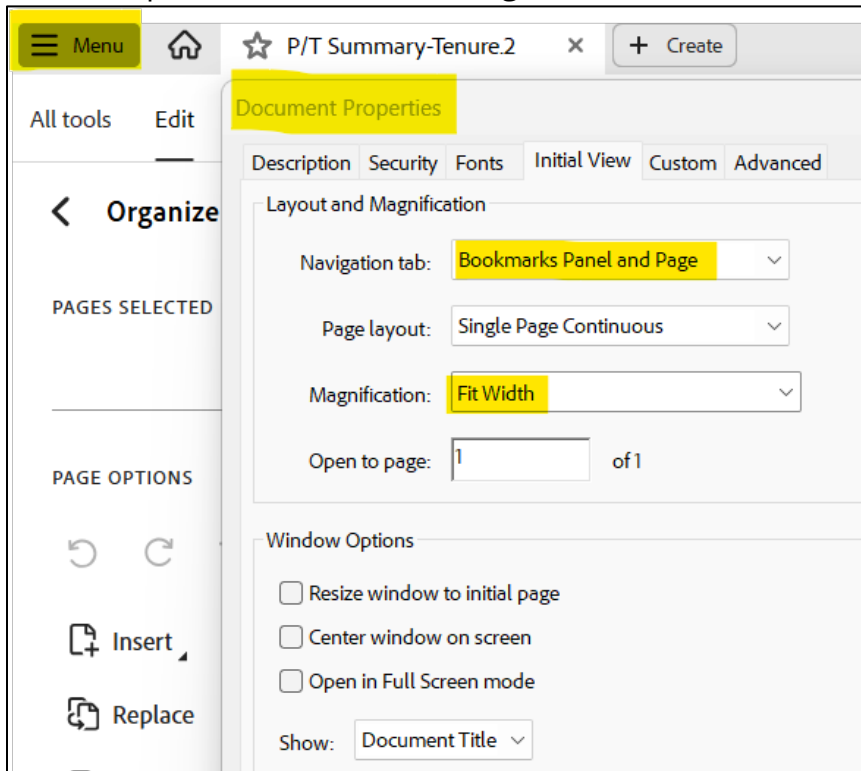 Menu P/T Summary-Tenure.2 × + Create
All tools Edit Document Properties
Description Security Fonts Initial View Custom Advanced
Organize
Layout and Magnification
Navigation tab: Bookmarks Panel and Page
PAGES SELECTED
Page layout: Single Page Continuous
Magnification: Fit Width
Open to page: 1 of 1
PAGE OPTIONS
Window Options
Resize window to initial page
Insert
Center window on screen
Open in Full Screen mode
Replace
Show: Document Title